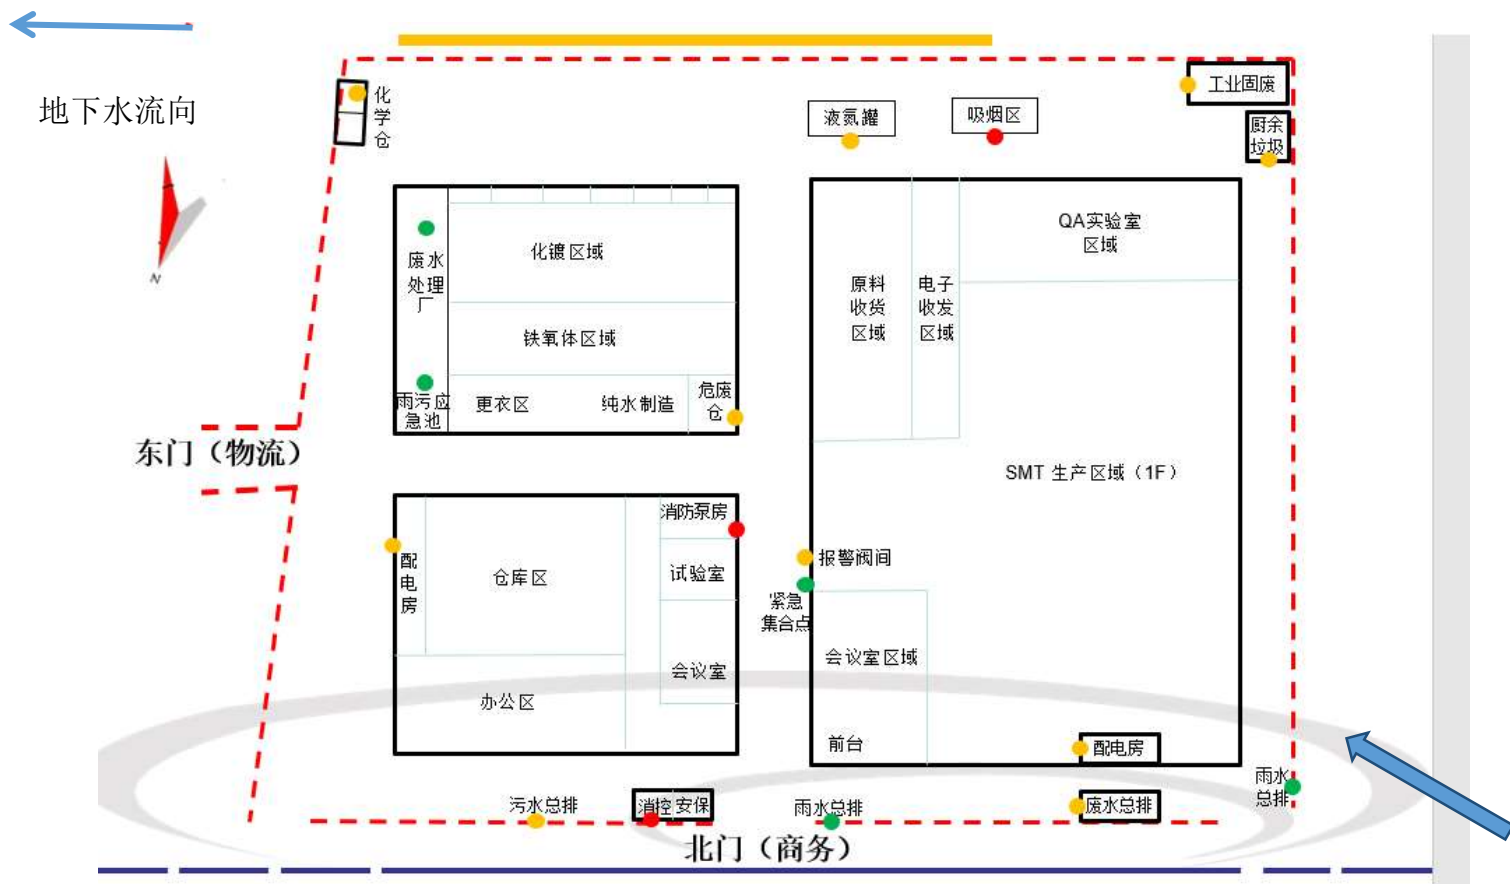 地下水流向
N
化
学
仓
液氮罐
吸烟区
工业固废
厨余
垃圾
废水
处理
厂
化镀区域
铁氧体区域
雨污应
急池
更衣区
纯水制造
危废
仓
原料
收货
区域
电子
收发
区域
QA实验室
区域
SMT 生产区域（1F）
东门（物流）
配
电
房
仓库区
消防泵房
试验室
会议室
办公区
报警阀间
紧急
集合点
会议室区域
前台
配电房
污水总排
消控
安保
雨水总排
废水总排
雨水
总排
北门（商务）